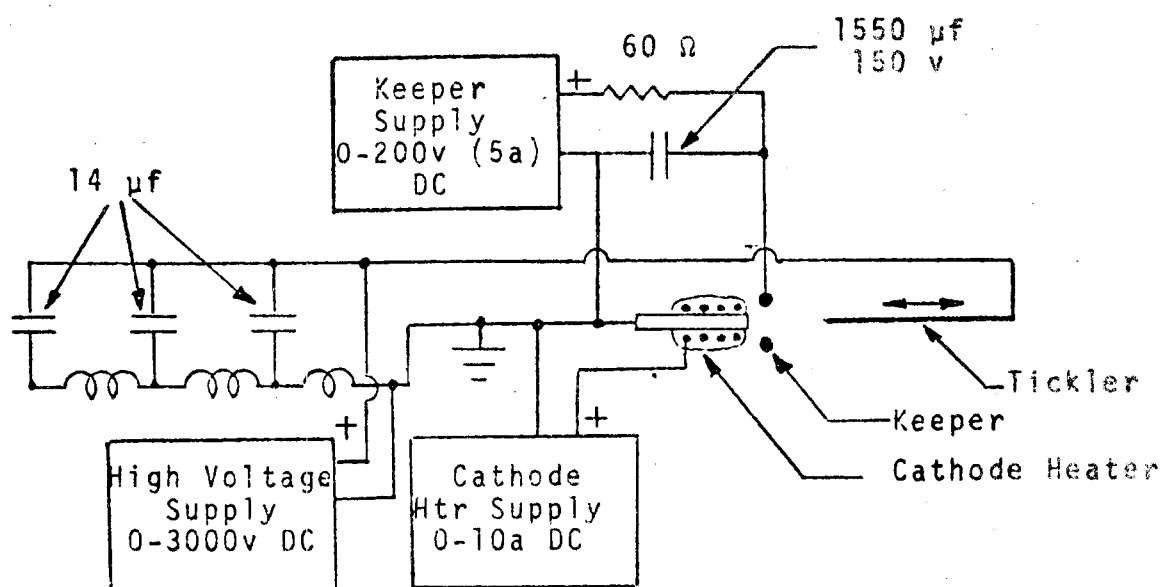 1550 µf
150 v
60 Ω
+
Keeper
Supply
0-200v (5a)
DC
14 µf
Tickler
Keeper
Cathode Heater
+
High Voltage
Supply
0-3000v DC
+
Cathode
Htr Supply
0-10a DC